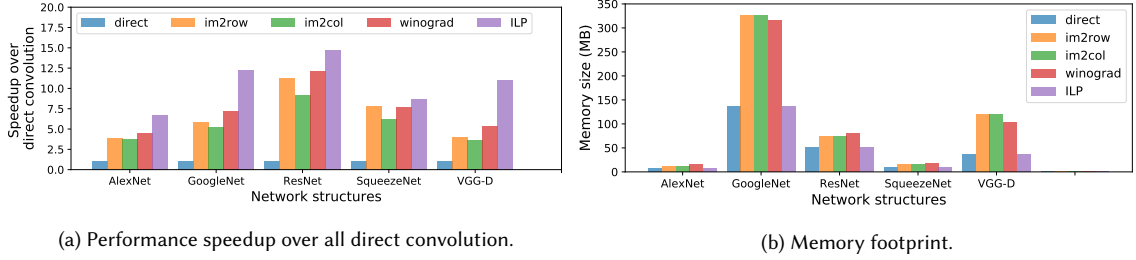 20.0
17.5
15.0
12.5
10.0
7.5
5.0
2.5
0.0
Speedup over
direct convolution
direct im2row im2col winograd ILP
AlexNet GoogleNet ResNet SqueezeNet VGG-D
Network structures
(a) Performance speedup over all direct convolution.
350
300
250
200
150
100
50
0
Memory size (MB)
direct
im2row
im2col
winograd
ILP
AlexNet GoogleNet ResNet SqueezeNet VGG-D
Network structures
(b) Memory footprint.